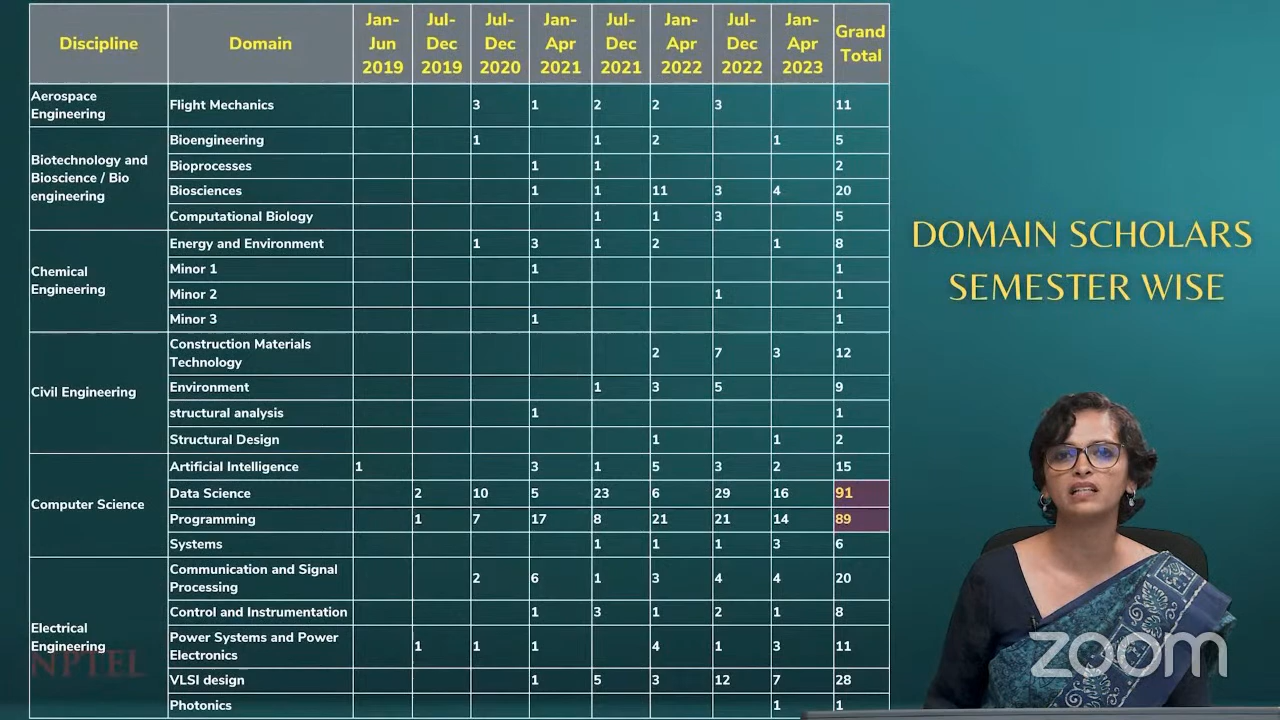 Discipline Domain Jan-Jun 2019 Jul-Dec 2019 Jul-Dec 2020 Jan-Apr 2021 Jul-Dec 2021 Jan-Apr 2022 Jul-Dec 2022 Jan-Apr 2023 Grand Total
Aerospace Engineering Flight Mechanics 3 1 2 2 3 11
Biotechnology and Bioscience / Bio engineering Bioengineering 1 1 2 1 5
Bioprocesses 1 1 2
Biosciences 1 1 11 3 4 20
Computational Biology 1 1 3 5
Chemical Engineering Energy and Environment 1 3 1 2 1 8
Minor 1 1 1
Minor 2 1 1
Minor 3 1 1
Civil Engineering Construction Materials Technology 2 7 3 12
Environment 1 3 5 9
structural analysis 1 1
Structural Design 1 1 2
Computer Science Artificial Intelligence 1 3 1 5 3 2 15
Data Science 2 10 5 23 6 29 16 91
Programming 1 7 17 8 21 21 14 89
Systems 1 1 1 3 6
Electrical Engineering Communication and Signal Processing 2 6 1 3 4 4 20
Control and Instrumentation 1 3 1 2 1 8
Power Systems and Power Electronics 1 1 1 4 1 3 11
VLSI design 1 5 3 12 7 28
Photonics 1 1
DOMAIN SCHOLARS
SEMESTER WISE
NPTEL
zoom